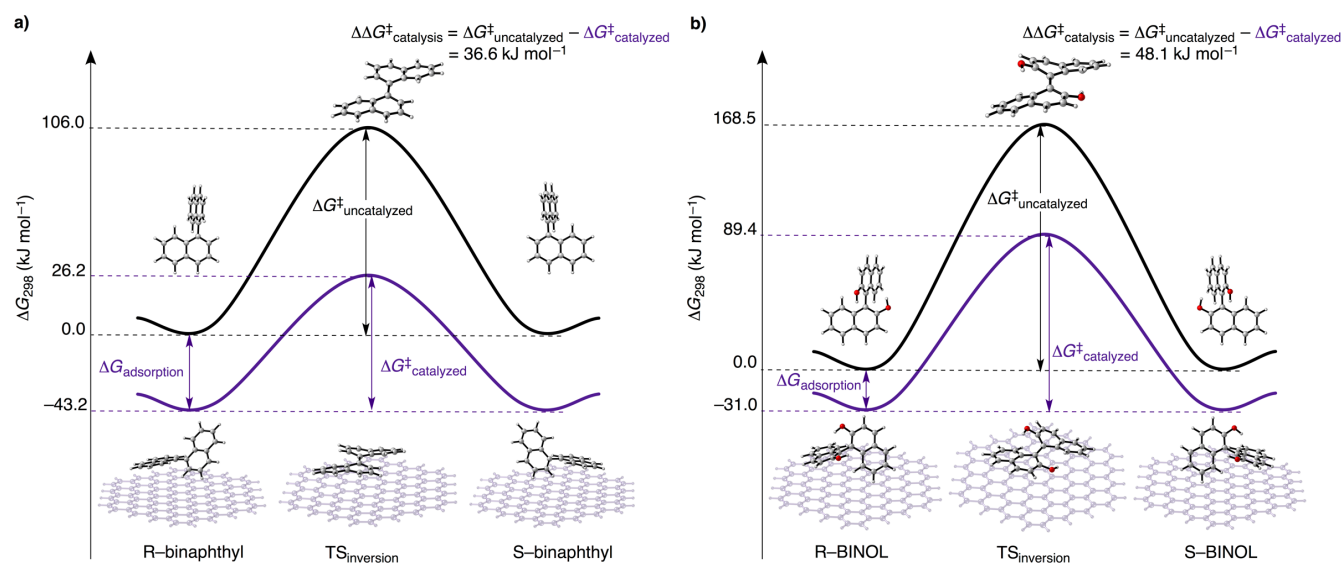 a)
ΔΔG‡catalysis = ΔG‡uncatalyzed – ΔG‡catalyzed
= 36.6 kJ mol–1
106.0
ΔG‡uncatalyzed
ΔG298 (kJ mol–1)
26.2
0.0
ΔGadsorption
ΔG‡catalyzed
–43.2
R–binaphthyl
TSinversion
S–binaphthyl
b)
ΔΔG‡catalysis = ΔG‡uncatalyzed – ΔG‡catalyzed
= 48.1 kJ mol–1
168.5
ΔG‡uncatalyzed
89.4
ΔG298 (kJ mol–1)
0.0
ΔGadsorption
ΔG‡catalyzed
–31.0
R–BINOL
TSinversion
S–BINOL